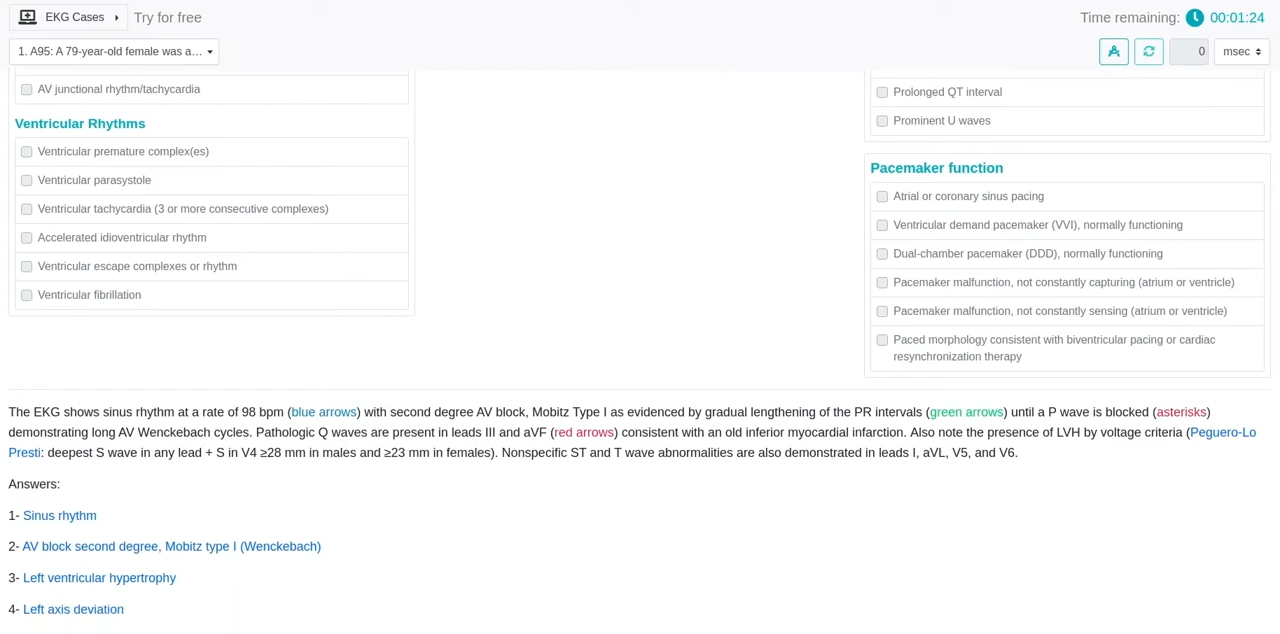 EKG Cases
Try for free
Time remaining: 00:01:24
1. A95: A 79-year-old female was a...
0
msec
AV junctional rhythm/tachycardia
Ventricular Rhythms
Ventricular premature complex(es)
Ventricular parasystole
Ventricular tachycardia (3 or more consecutive complexes)
Accelerated idioventricular rhythm
Ventricular escape complexes or rhythm
Ventricular fibrillation
Prolonged QT interval
Prominent U waves
Pacemaker function
Atrial or coronary sinus pacing
Ventricular demand pacemaker (VVI), normally functioning
Dual-chamber pacemaker (DDD), normally functioning
Pacemaker malfunction, not constantly capturing (atrium or ventricle)
Pacemaker malfunction, not constantly sensing (atrium or ventricle)
Paced morphology consistent with biventricular pacing or cardiac
resynchronization therapy
The EKG shows sinus rhythm at a rate of 98 bpm (blue arrows) with second degree AV block, Mobitz Type I as evidenced by gradual lengthening of the PR intervals (green arrows) until a P wave is blocked (asterisks)
demonstrating long AV Wenckebach cycles. Pathologic Q waves are present in leads III and aVF (red arrows) consistent with an old inferior myocardial infarction. Also note the presence of LVH by voltage criteria (Peguero-Lo
Presti: deepest S wave in any lead + S in V4 ≥28 mm in males and ≥23 mm in females). Nonspecific ST and T wave abnormalities are also demonstrated in leads I, aVL, V5, and V6.
Answers:
1- Sinus rhythm
2- AV block second degree, Mobitz type I (Wenckebach)
3- Left ventricular hypertrophy
4- Left axis deviation